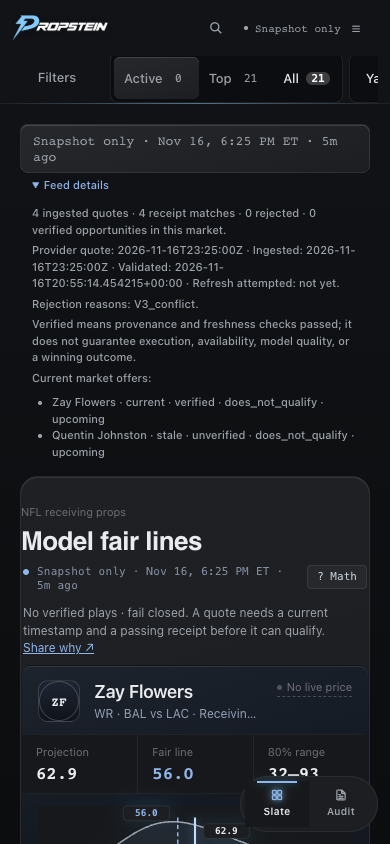 PROPSTEIN
• Snapshot only ≡
Filters Active 0 Top 21 All 21 Ya
Snapshot only · Nov 16, 6:25 PM ET · 5m
ago
▼ Feed details
4 ingested quotes · 4 receipt matches · 0 rejected · 0
verified opportunities in this market.
Provider quote: 2026-11-16T23:25:00Z · Ingested: 2026-11-
16T23:25:00Z · Validated: 2026-11-
16T20:55:14.454215+00:00 · Refresh attempted: not yet.
Rejection reasons: V3_conflict.
Verified means provenance and freshness checks passed; it
does not guarantee execution, availability, model quality, or
a winning outcome.
Current market offers:
• Zay Flowers · current · verified · does_not_qualify ·
upcoming
• Quentin Johnston · stale · unverified · does_not_qualify ·
upcoming
NFL receiving props
Model fair lines
• Snapshot only · Nov 16, 6:25 PM ET ·
5m ago
? Math
No verified plays · fail closed. A quote needs a current
timestamp and a passing receipt before it can qualify.
Share why ↗
ZF
Zay Flowers
• No live price
WR · BAL vs LAC · Receivin…
Projection Fair line 80% range
62.9 56.0 32–93
56.0
62.9
Slate Audit